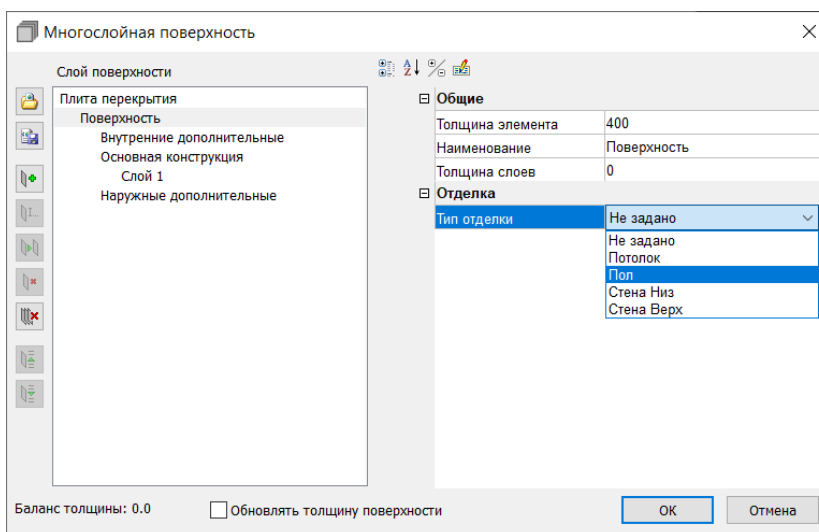 Многослойная поверхность
Слой поверхности
Плита перекрытия
Поверхность
Внутренние дополнительные
Основная конструкция
Слой 1
Наружные дополнительные
Общие
Толщина элемента 400
Наименование Поверхность
Толщина слоев 0
Отделка
Тип отделки Не задано
Не задано
Потолок
Пол
Стена Низ
Стена Верх
Баланс толщины: 0.0
Обновлять толщину поверхности
ОК
Отмена